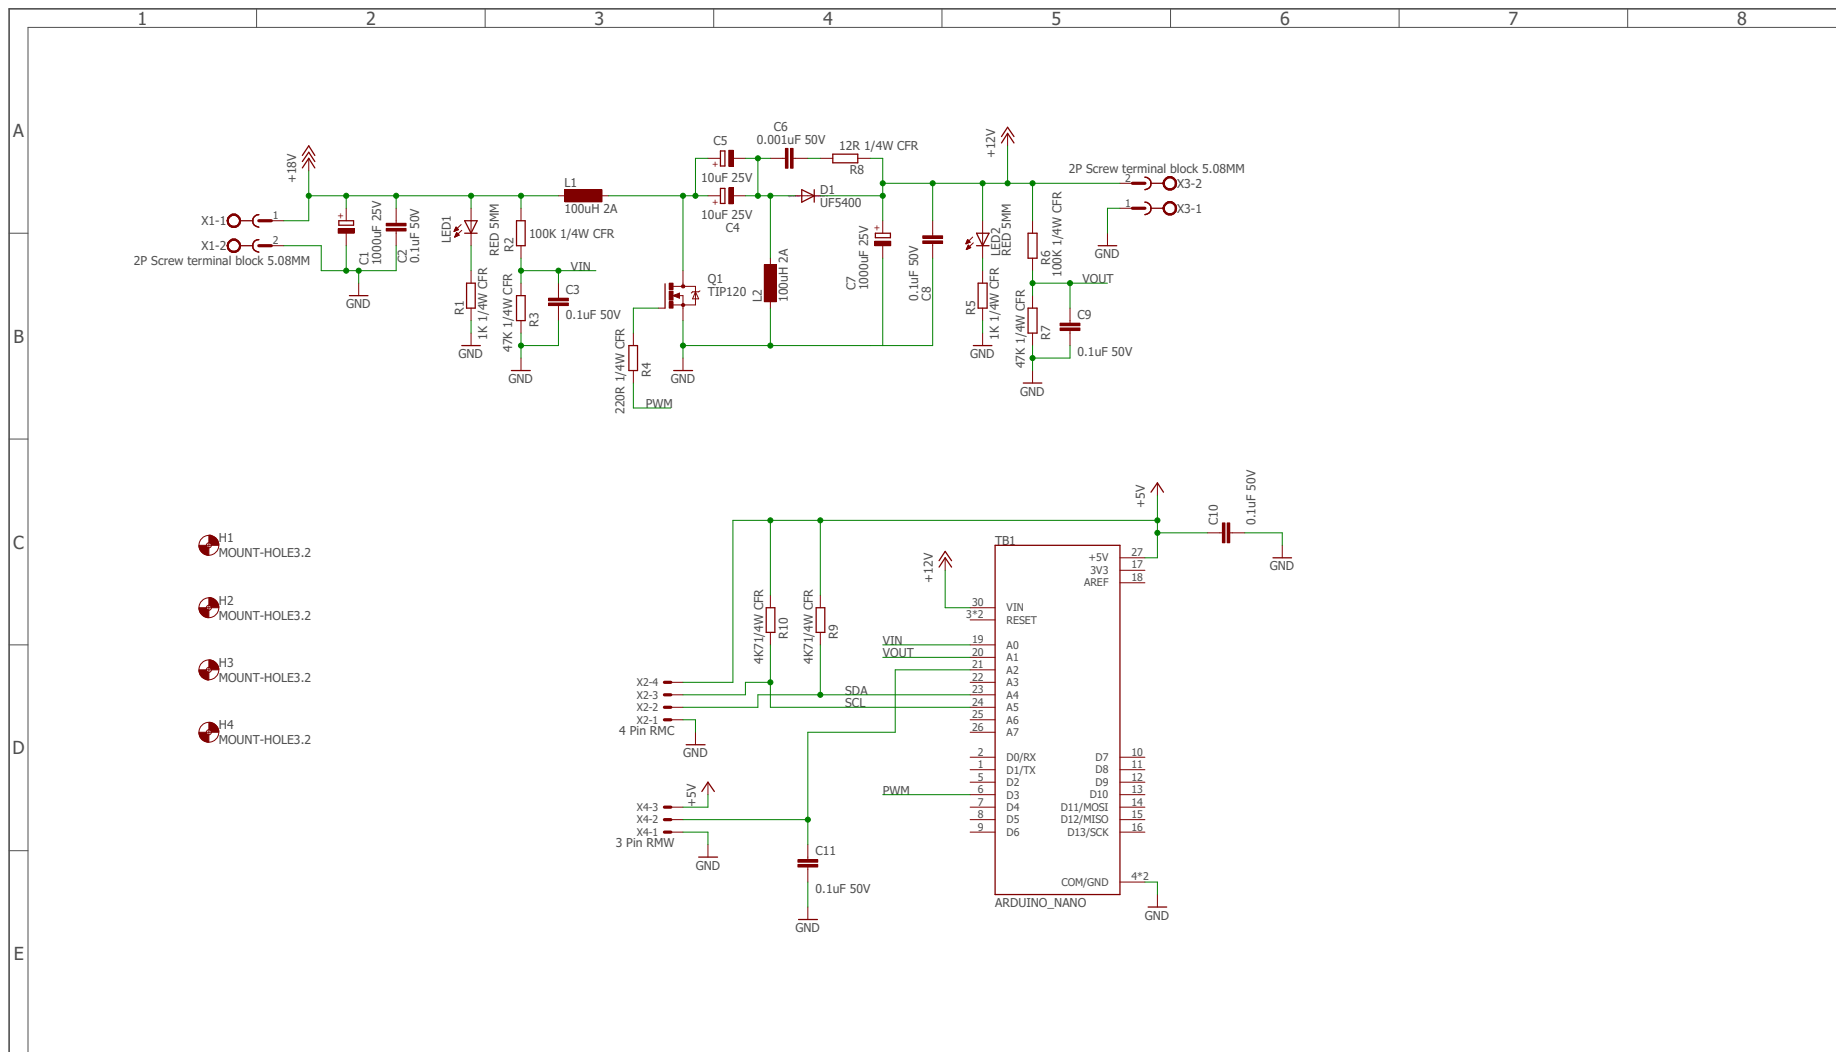 1 2 3 4 5 6 7 8
A
B
C
D
E
+18V
X1-1
1
X1-2
2
2P Screw terminal block 5.08MM
C1
1000uF 25V
C2
0.1uF 50V
GND
LED1
RED 5MM
R1
1K 1/4W CFR
GND
R2
100K 1/4W CFR
VIN
R3
47K 1/4W CFR
C3
0.1uF 50V
GND
L1
100uH 2A
C5
10uF 25V
+
+
10uF 25V
C4
C6
0.001uF 50V
12R 1/4W CFR
R8
D1
UF5400
Q1
TIP120
L2
100uH 2A
R4
220R 1/4W CFR
PWM
GND
C7
1000uF 25V
+
0.1uF 50V
C8
+12V
LED2
RED 5MM
R5
1K 1/4W CFR
GND
R6
100K 1/4W CFR
VOUT
R7
47K 1/4W CFR
C9
0.1uF 50V
GND
2P Screw terminal block 5.08MM
2
X3-2
1
X3-1
GND
H1
MOUNT-HOLE3.2
H2
MOUNT-HOLE3.2
H3
MOUNT-HOLE3.2
H4
MOUNT-HOLE3.2
4K71/4W CFR
R10
4K71/4W CFR
R9
X2-4
X2-3
X2-2
X2-1
4 Pin RMC
GND
SDA
SCL
X4-3
X4-2
X4-1
3 Pin RMW
+5V
GND
C11
0.1uF 50V
GND
+12V
VIN
VOUT
PWM
TB1
30 VIN
3*2 RESET
19 A0
20 A1
21 A2
22 A3
23 A4
24 A5
25 A6
26 A7
2 D0/RX
1 D1/TX
5 D2
6 D3
7 D4
8 D5
9 D6
+5V 27
3V3 17
AREF 18
D7 10
D8 11
D9 12
D10 13
D11/MOSI 14
D12/MISO 15
D13/SCK 16
COM/GND 4*2
ARDUINO_NANO
GND
+5V
C10
0.1uF 50V
GND